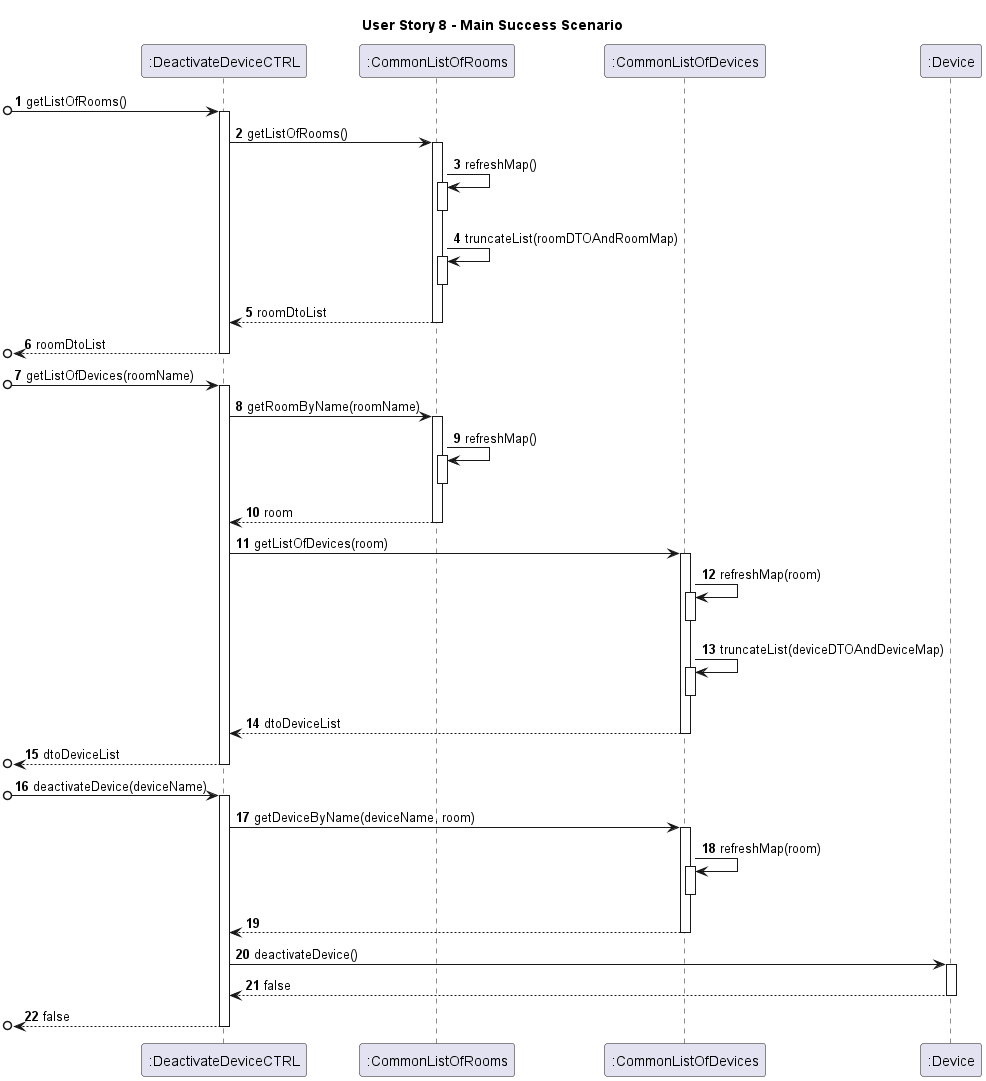 User Story 8 - Main Success Scenario
:DeactivateDeviceCTRL :CommonListOfRooms :CommonListOfDevices :Device
1 getListOfRooms()
2 getListOfRooms()
3 refreshMap()
4 truncateList(roomDTOAndRoomMap)
5 roomDtoList
6 roomDtoList
7 getListOfDevices(roomName)
8 getRoomByName(roomName)
9 refreshMap()
10 room
11 getListOfDevices(room)
12 refreshMap(room)
13 truncateList(deviceDTOAndDeviceMap)
14 dtoDeviceList
15 dtoDeviceList
16 deactivateDevice(deviceName)
17 getDeviceByName(deviceName, room)
18 refreshMap(room)
19
20 deactivateDevice()
21 false
22 false
:DeactivateDeviceCTRL :CommonListOfRooms :CommonListOfDevices :Device